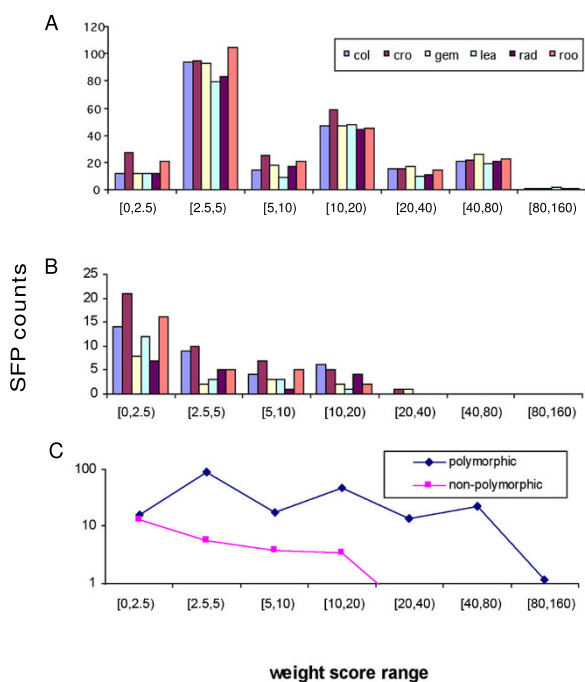 A
120
100
80
60
40
20
0
col cro gem lea rad roo
[0,2.5) [2.5,5) [5,10) [10,20) [20,40) [40,80) [80,160)
B
SFP counts
25
20
15
10
5
0
[0,2.5) [2.5,5) [5,10) [10,20) [20,40) [40,80) [80,160)
C
100
10
1
polymorphic
non-polymorphic
[0,2.5) [2.5,5) [5,10) [10,20) [20,40) [40,80) [80,160)
weight score range